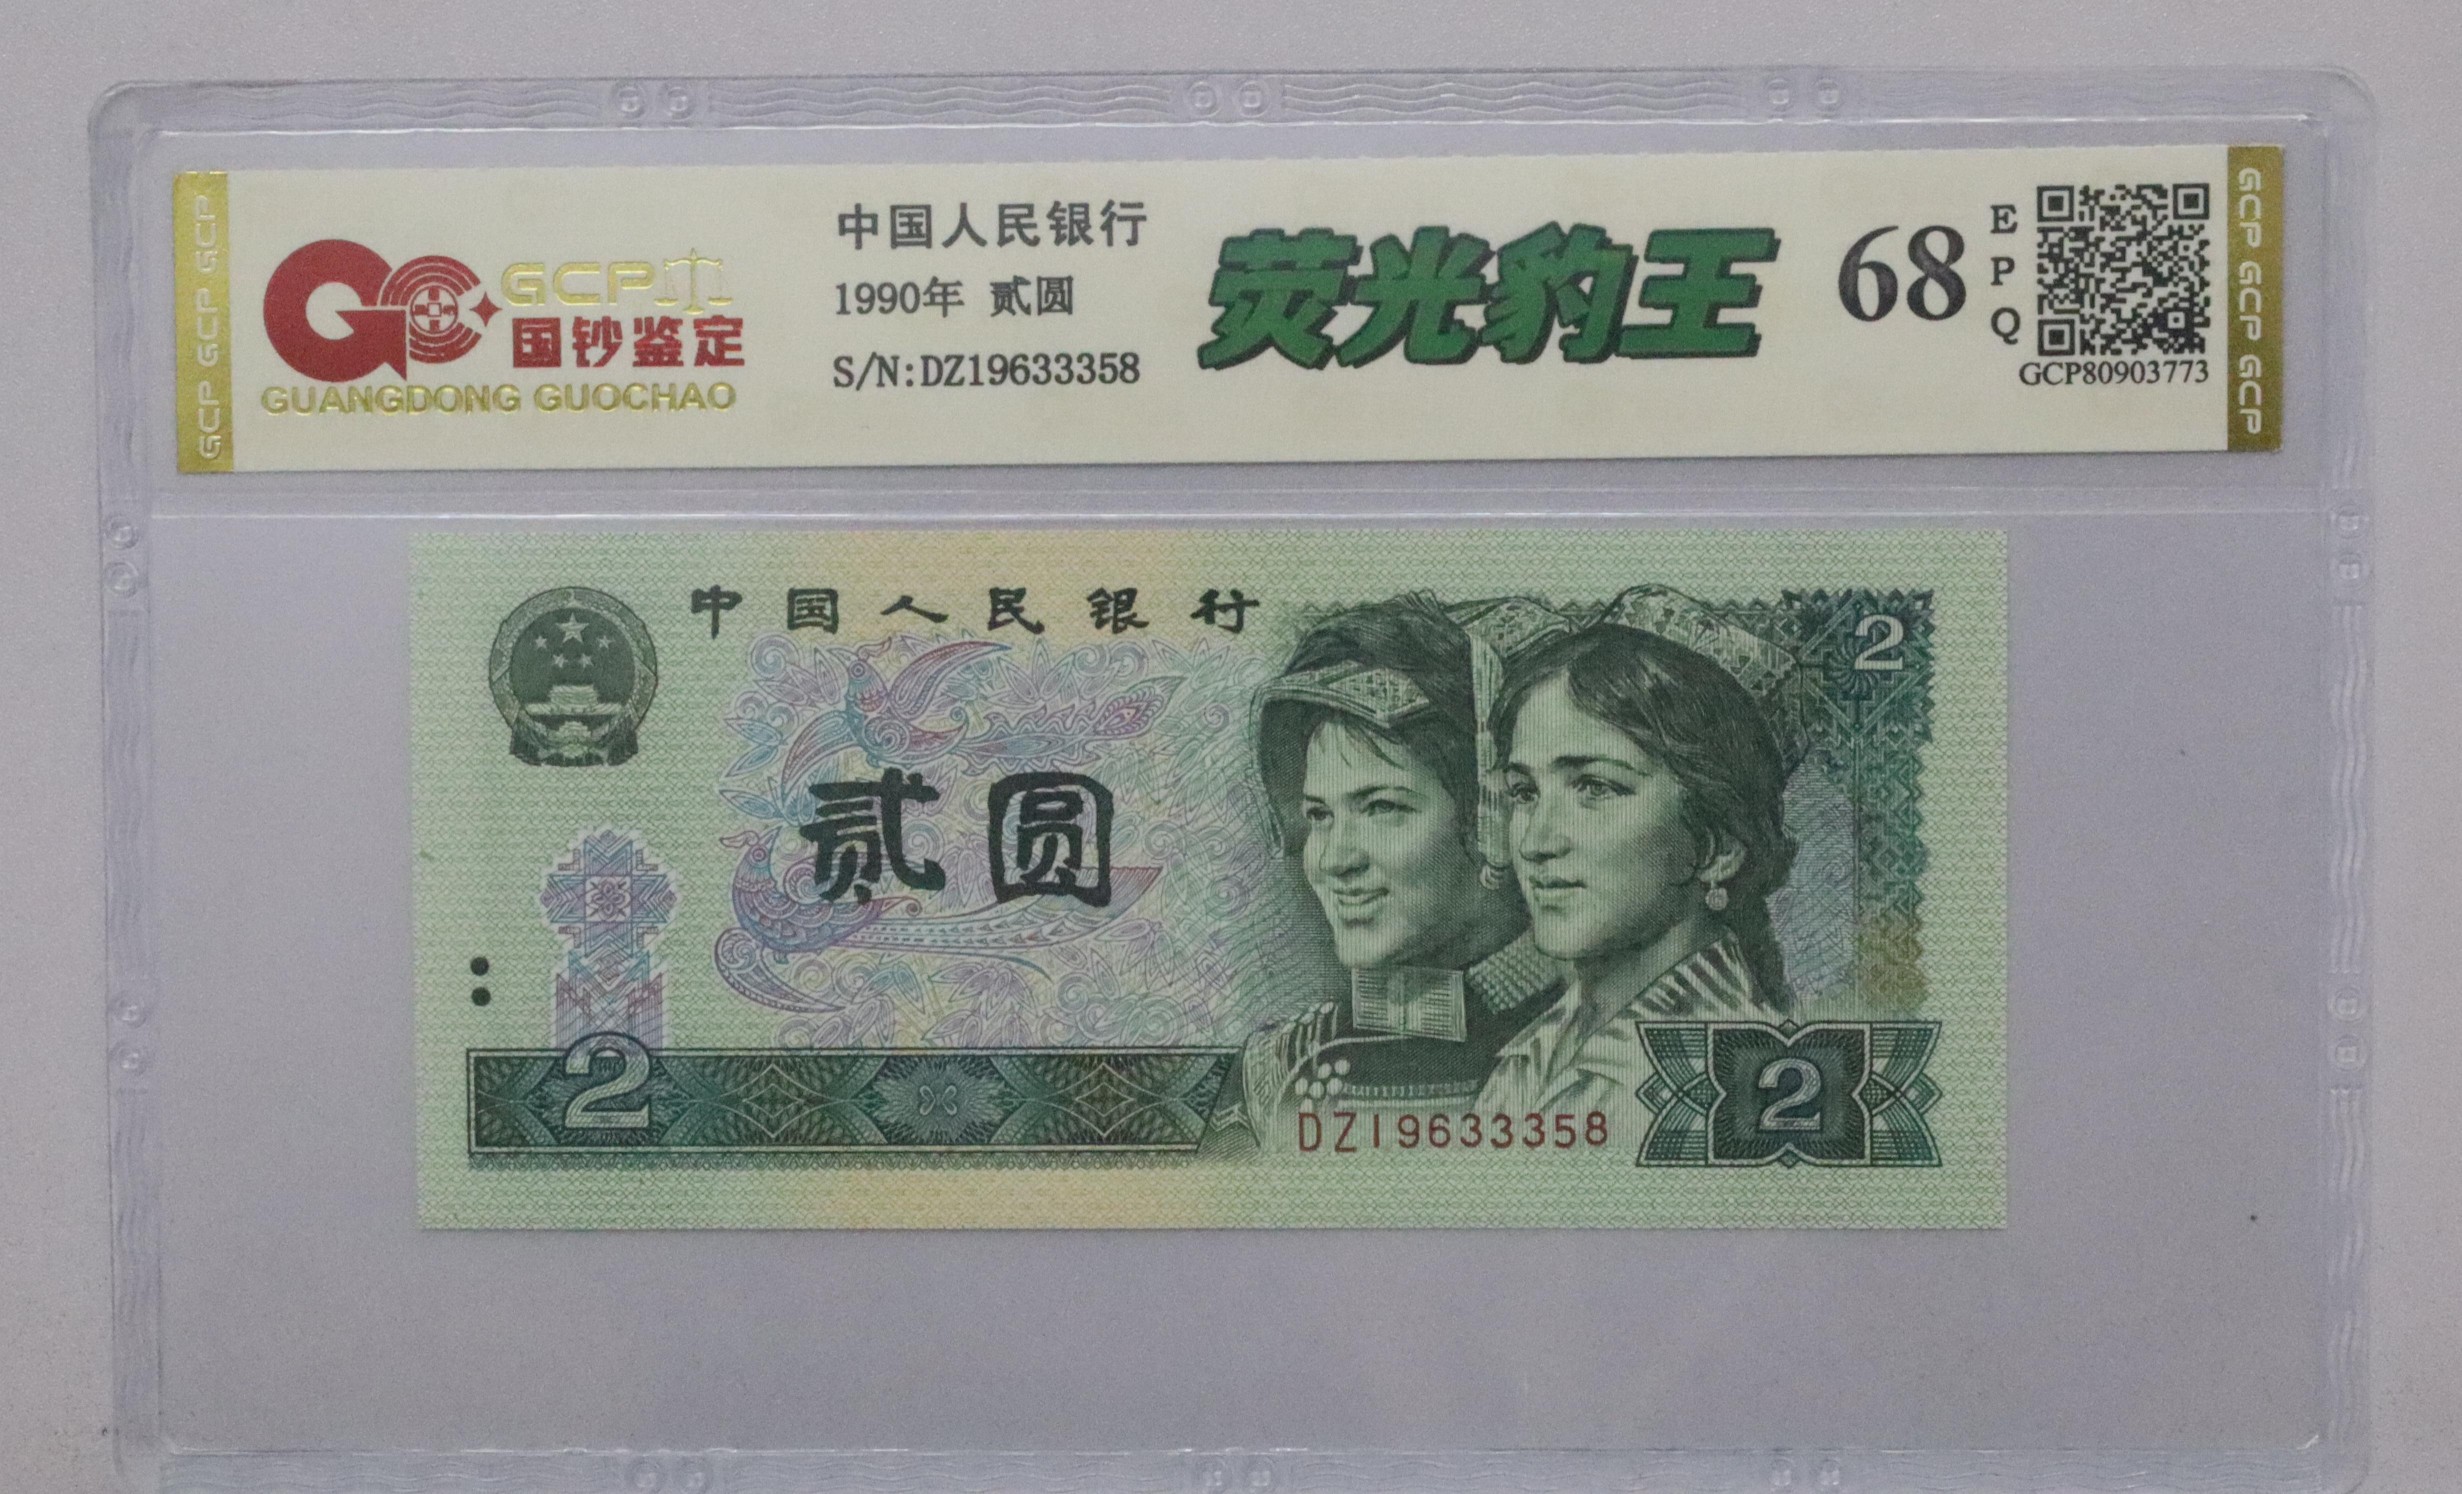 GCP GCP GCP
GCP
国钞鉴定
GUANGDONG GUOCHAO
中国人民银行
1990年 贰圆
S/N:DZ19633358
荧光豹王
68
EPQ
GCP80903773
GCP GCP GCP
中国人民银行
2
贰圆
2
DZ19633358
2